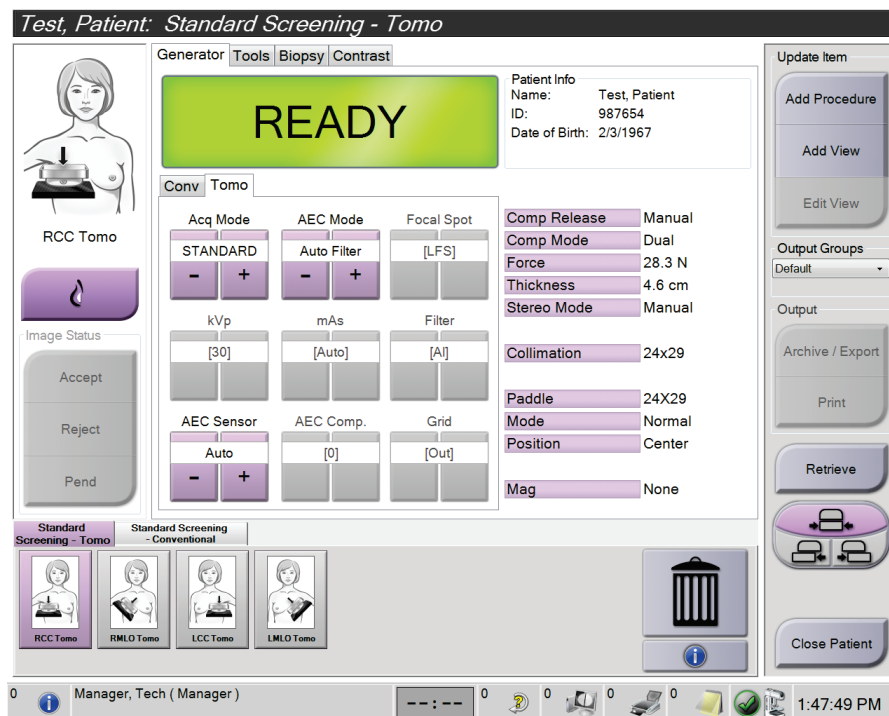 Test, Patient: Standard Screening - Tomo
Generator Tools Biopsy Contrast
READY
Patient Info
Name: Test, Patient
ID: 987654
Date of Birth: 2/3/1967
RCC Tomo
Image Status
Accept
Reject
Pend
Conv Tomo
Acq Mode AEC Mode Focal Spot
STANDARD Auto Filter [LFS]
- + - +
kVp mAs Filter
[30] [Auto] [Al]
AEC Sensor AEC Comp. Grid
Auto [0] [Out]
- +
Comp Release Manual
Comp Mode Dual
Force 28.3 N
Thickness 4.6 cm
Stereo Mode Manual
Collimation 24x29
Paddle 24X29
Mode Normal
Position Center
Mag None
Update Item
Add Procedure
Add View
Edit View
Output Groups
Default
Output
Archive / Export
Print
Retrieve
Close Patient
Standard
Screening - Tomo
Standard Screening
- Conventional
RCC Tomo RMLO Tomo LCC Tomo LMLO Tomo
0 Manager, Tech ( Manager ) --:-- 0 0 0 0 1:47:49 PM